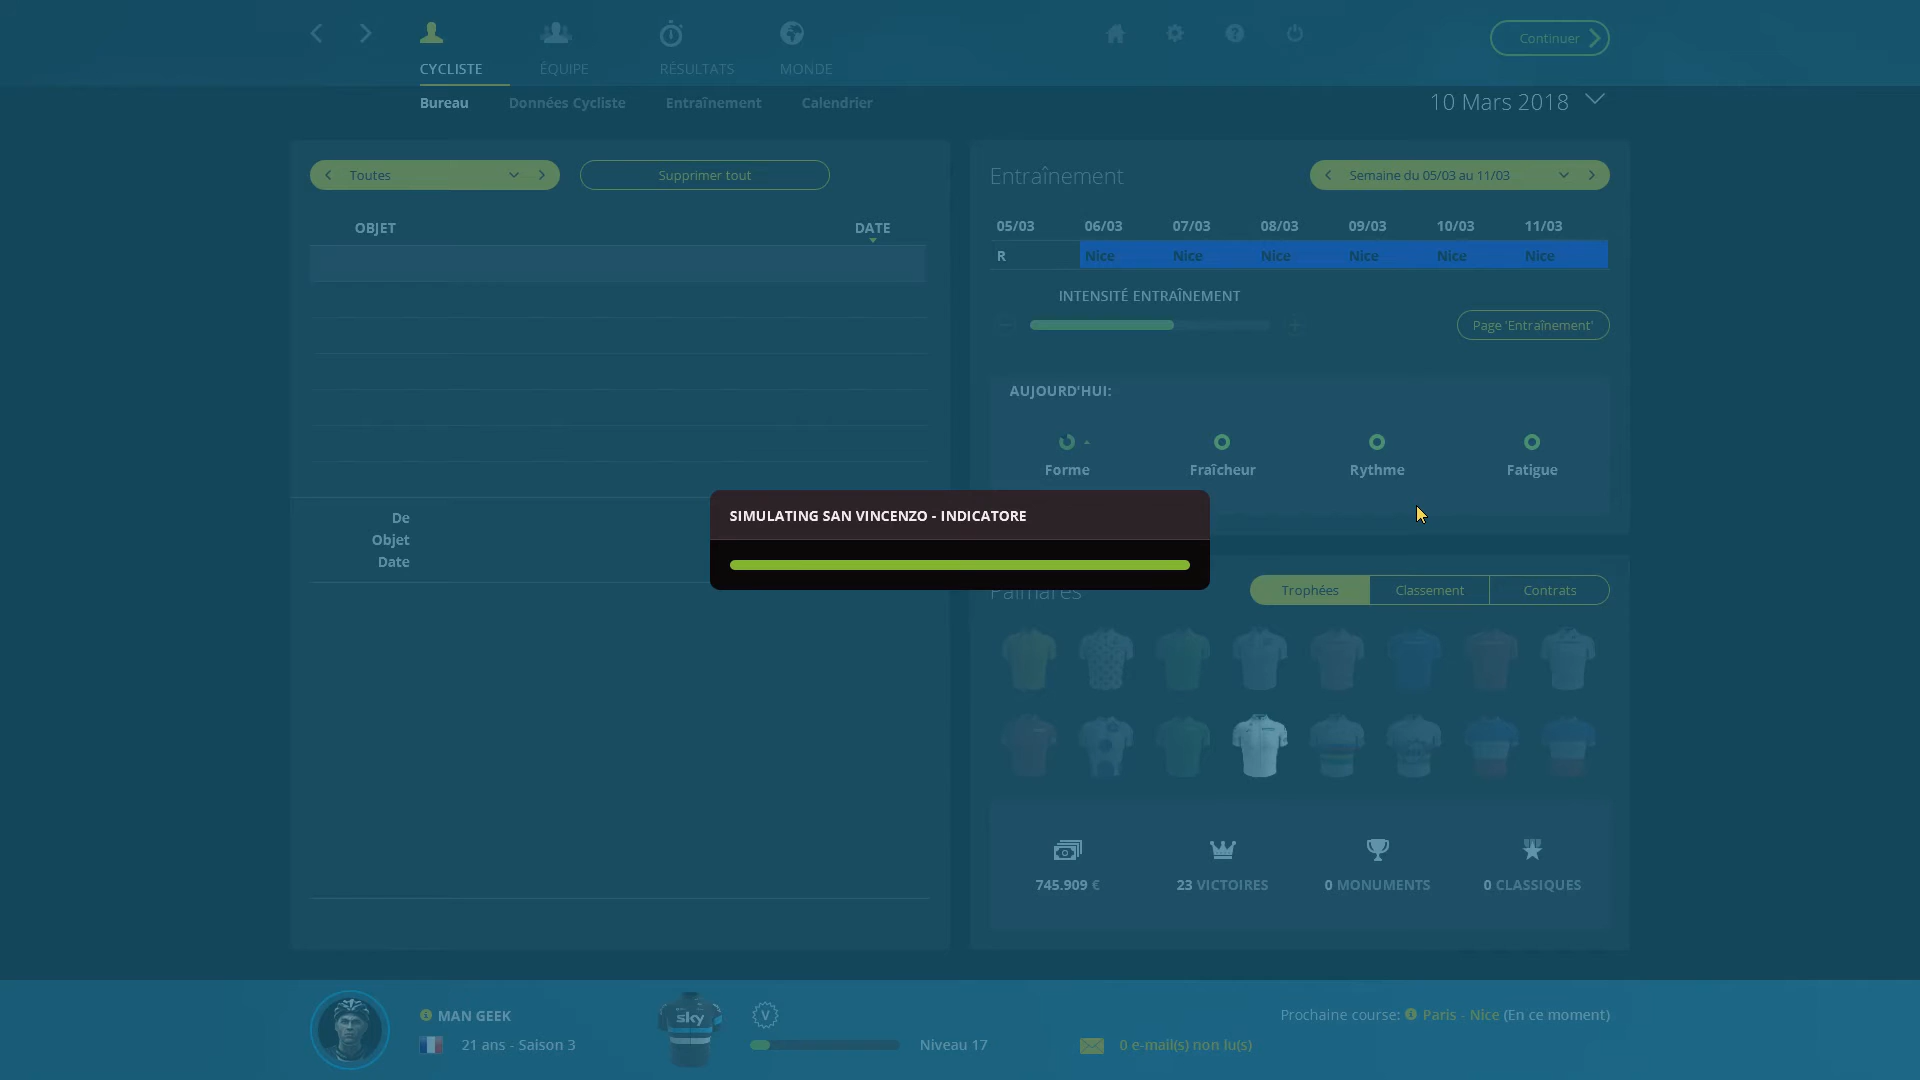 CYCLISTE
ÉQUIPE
RÉSULTATS
MONDE
Continuer
Bureau
Données Cycliste
Entraînement
Calendrier
10 Mars 2018
Toutes
Supprimer tout
OBJET
DATE
De
Objet
Date
Entraînement
Semaine du 05/03 au 11/03
05/03 06/03 07/03 08/03 09/03 10/03 11/03
R Nice Nice Nice Nice Nice Nice
INTENSITÉ ENTRAÎNEMENT
Page 'Entraînement'
AUJOURD'HUI:
Forme Fraîcheur Rythme Fatigue
SIMULATING SAN VINCENZO - INDICATORE
Palmarès
Trophées
Classement
Contrats
745.909 €
23 VICTOIRES
0 MONUMENTS
0 CLASSIQUES
MAN GEEK
21 ans - Saison 3
sky
V
Niveau 17
Prochaine course: Paris - Nice (En ce moment)
0 e-mail(s) non lu(s)